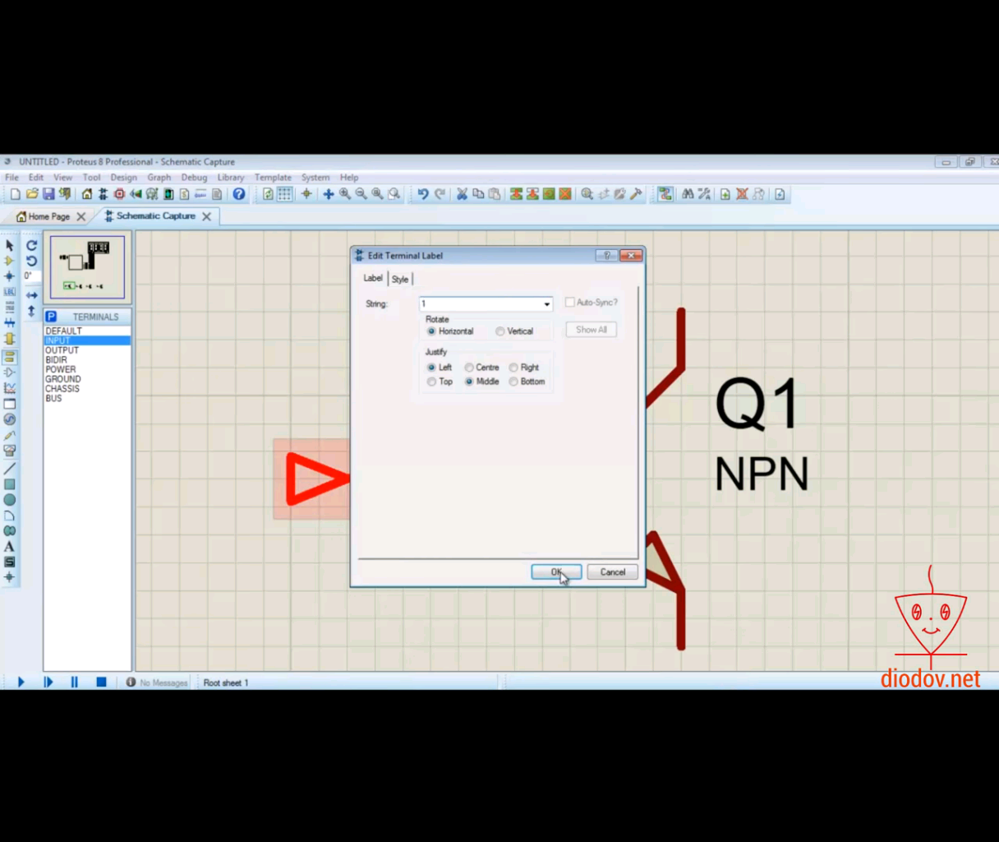 UNTITLED - Proteus 8 Professional - Schematic Capture
File Edit View Tool Design Graph Debug Library Template System Help
Home Page Schematic Capture
0°
LBL
P TERMINALS
DEFAULT
INPUT
OUTPUT
BIDIR
POWER
GROUND
CHASSIS
BUS
A
S
Edit Terminal Label
Label Style
String: 1 Auto-Sync?
Rotate
Horizontal Vertical Show All
Justify
Left Centre Right
Top Middle Bottom
OK Cancel
Q1
NPN
diodov.net
No Messages Root sheet 1